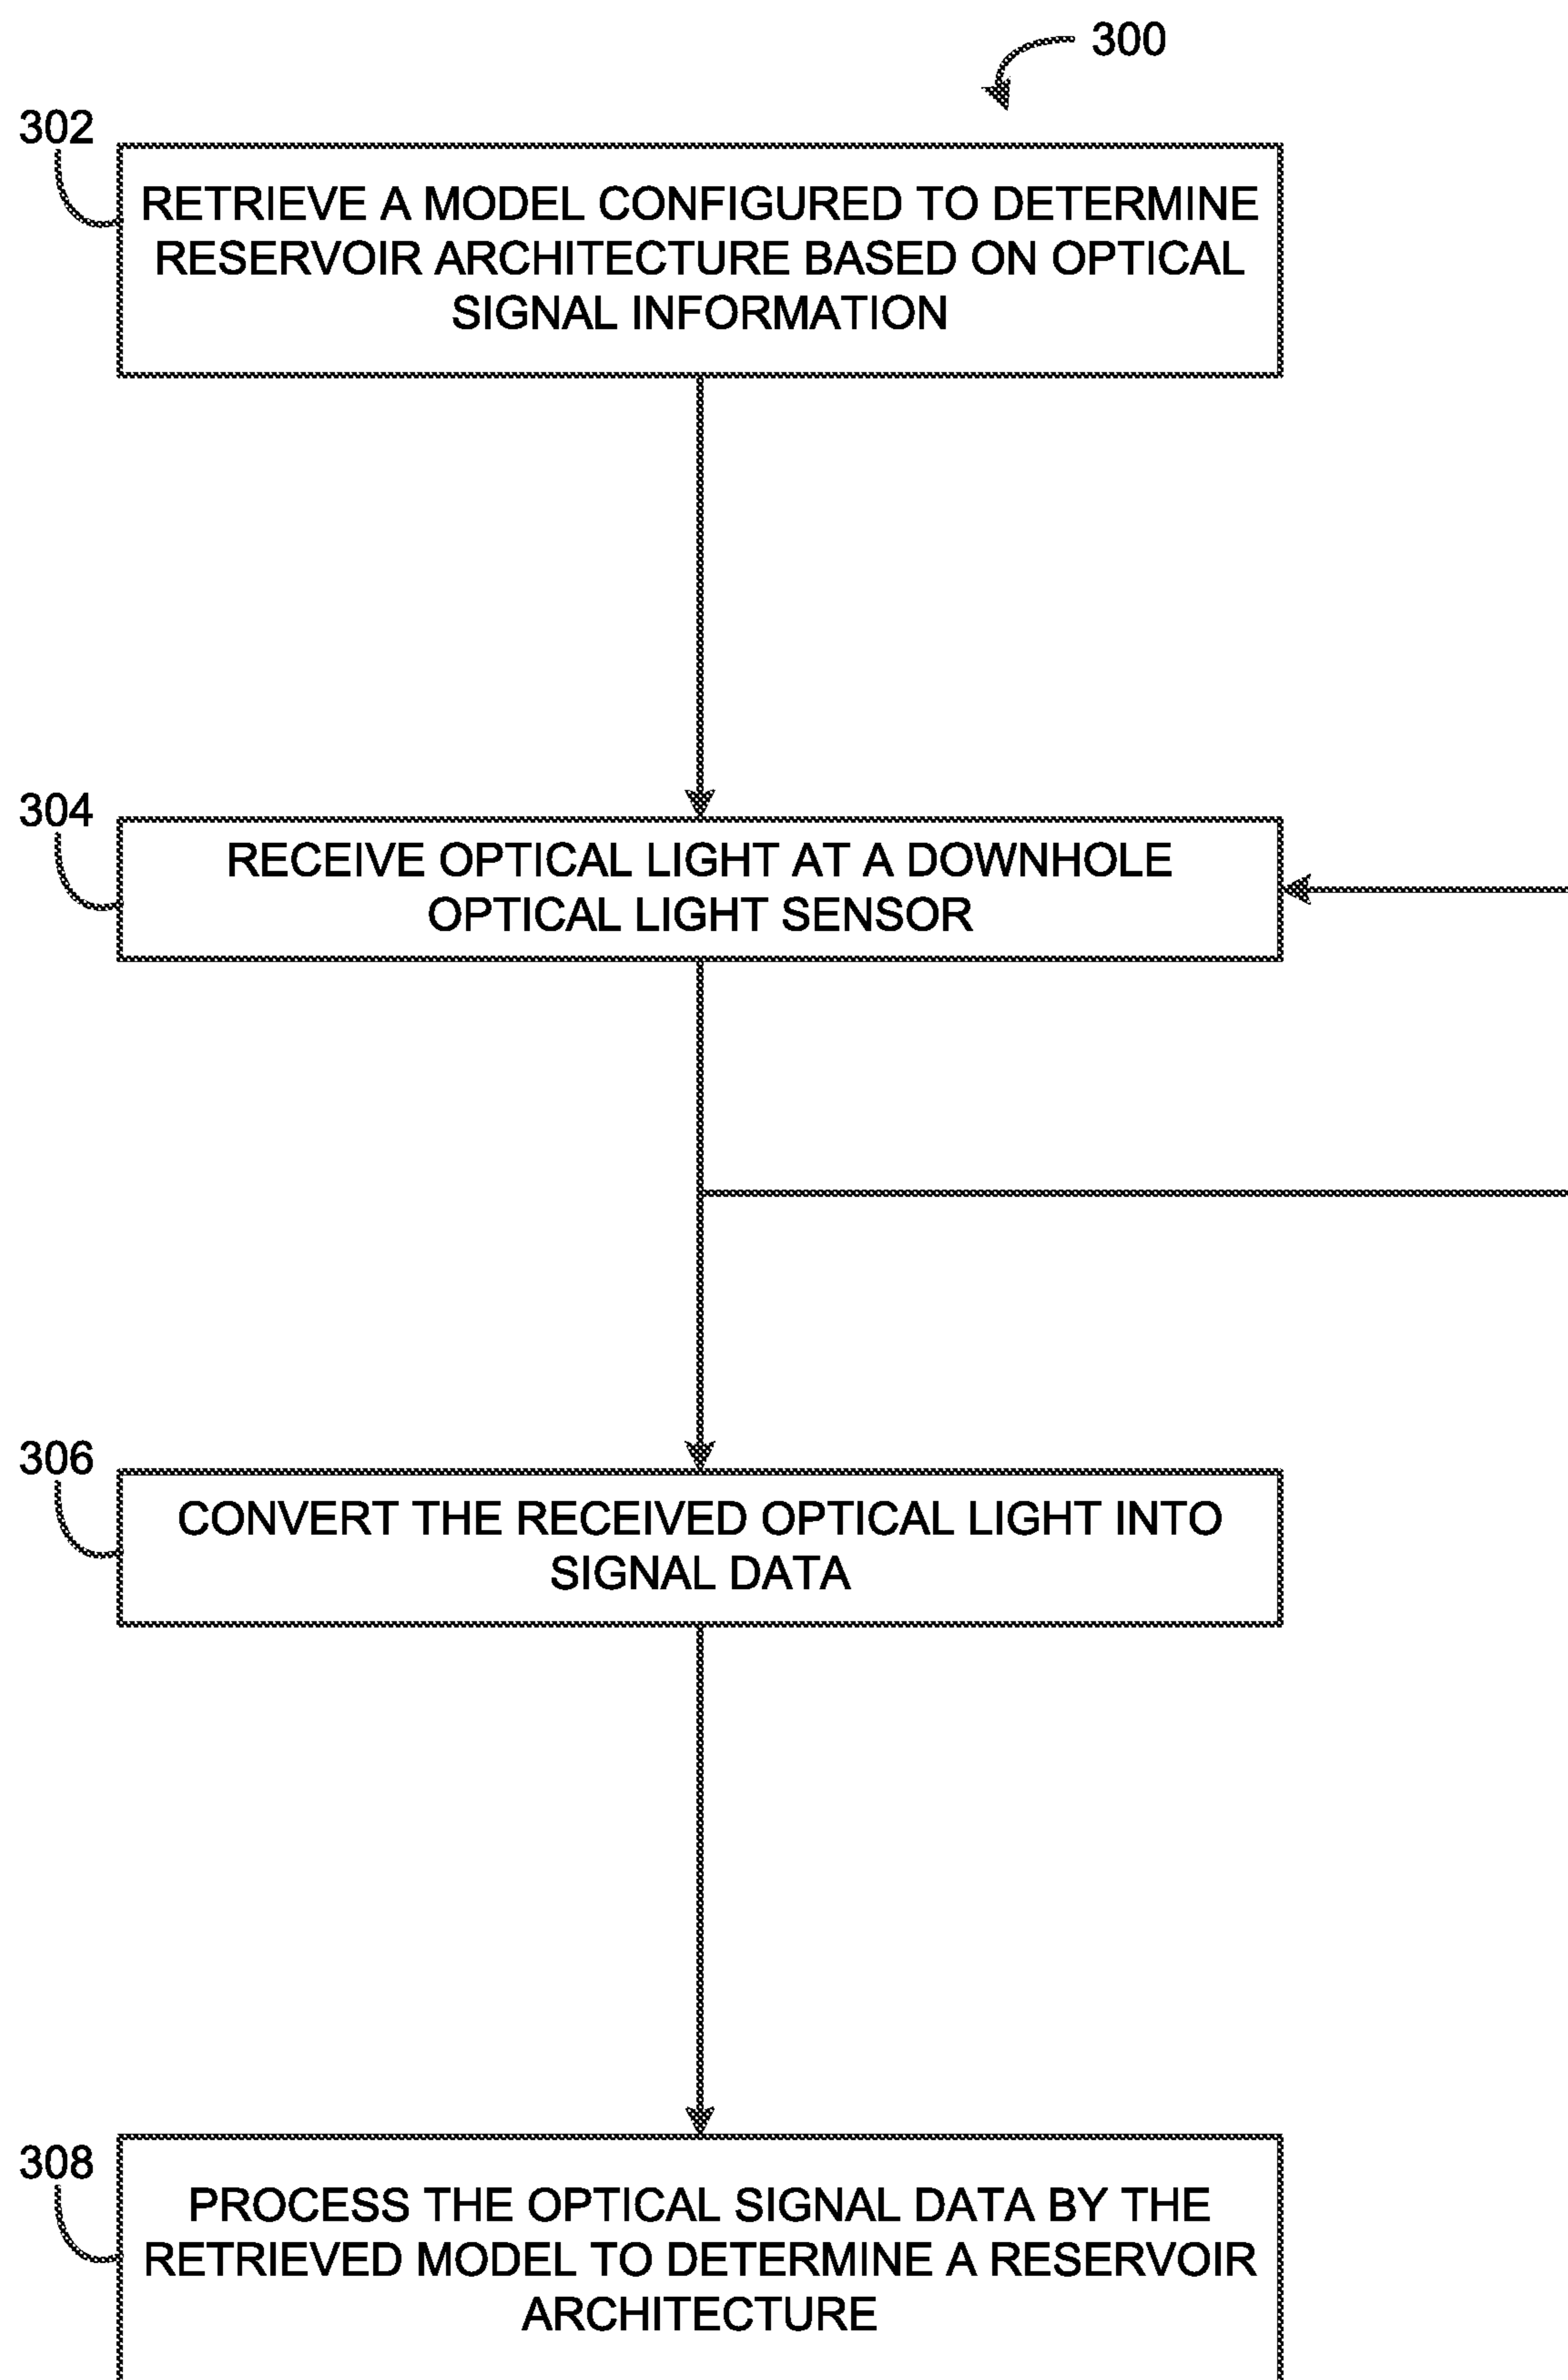 300
302
RETRIEVE A MODEL CONFIGURED TO DETERMINE
RESERVOIR ARCHITECTURE BASED ON OPTICAL
SIGNAL INFORMATION
304
RECEIVE OPTICAL LIGHT AT A DOWNHOLE
OPTICAL LIGHT SENSOR
306
CONVERT THE RECEIVED OPTICAL LIGHT INTO
SIGNAL DATA
308
PROCESS THE OPTICAL SIGNAL DATA BY THE
RETRIEVED MODEL TO DETERMINE A RESERVOIR
ARCHITECTURE